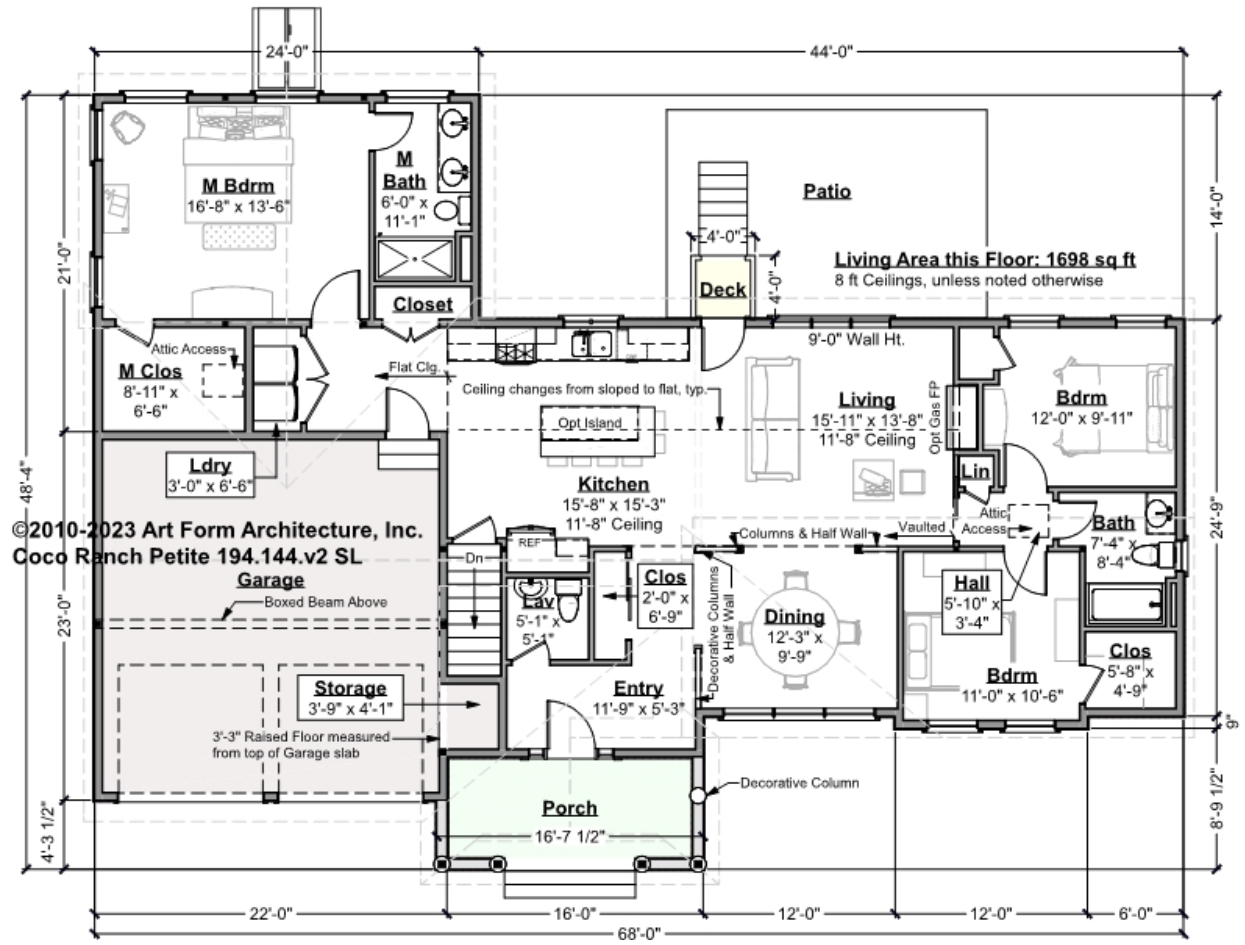 24'-0"
44'-0"
M Bdrm
16'-8" x 13'-6"
M
Bath
6'-0" x
11'-1"
Patio
14'-0"
21'-0"
4'-0"
4'-0"
Deck
Living Area this Floor: 1698 sq ft
8 ft Ceilings, unless noted otherwise
Closet
9'-0" Wall Ht.
Attic Access
M Clos
8'-11" x
6'-6"
Flat Clg.
Ceiling changes from sloped to flat, typ.
Living
15'-11" x 13'-8"
11'-8" Ceiling
Opt Gas FP
Bdrm
12'-0" x 9'-11"
Opt Island
Ldry
3'-0" x 6'-6"
Kitchen
15'-8" x 15'-3"
11'-8" Ceiling
Lin
48'-4"
24'-9"
©2010-2023 Art Form Architecture, Inc.
Coco Ranch Petite 194.144.v2 SL
REF
Dn
Columns & Half Wall
Vaulted
Attic
Access
Bath
7'-4" x
8'-4"
Garage
Boxed Beam Above
23'-0"
Lav
5'-1" x
5'-1"
Clos
2'-0" x
6'-9"
Decorative Columns
& Half Wall
Dining
12'-3" x
9'-9"
Hall
5'-10" x
3'-4"
Bdrm
11'-0" x 10'-6"
Clos
5'-8" x
4'-9"
Storage
3'-9" x 4'-1"
Entry
11'-9" x 5'-3"
3'-3" Raised Floor measured
from top of Garage slab
9"
Decorative Column
Porch
16'-7 1/2"
4'-3 1/2"
8'-9 1/2"
22'-0"
16'-0"
12'-0"
12'-0"
6'-0"
68'-0"